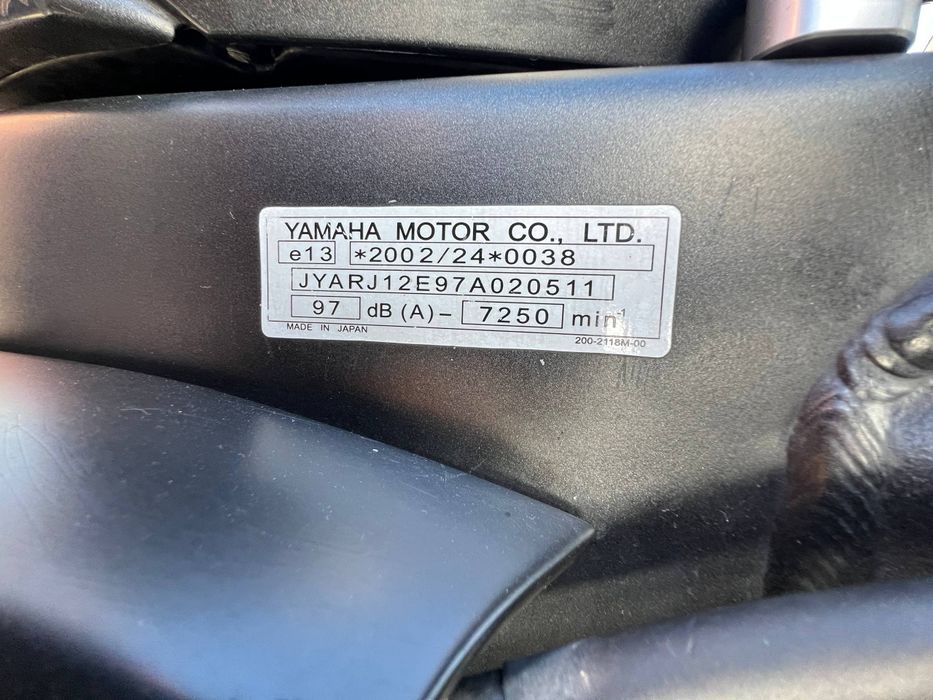 YAMAHA MOTOR CO., LTD.
e13 *2002/24*0038
JYARJ12E97A020511
97 dB (A) – 7250 min⁻¹
MADE IN JAPAN 200-2118M-00